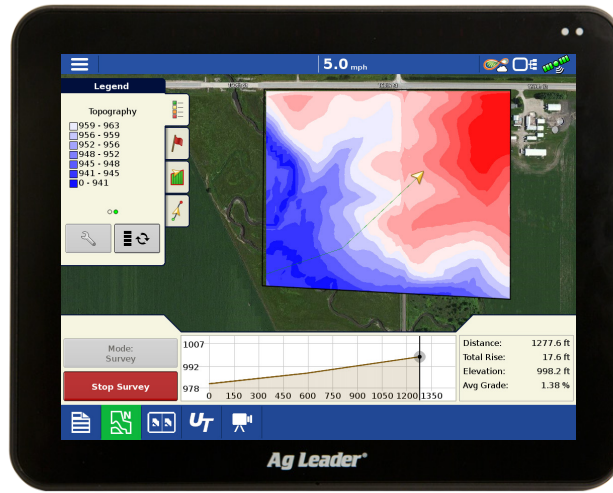 5.0 mph
Legend
Topography
959 - 963
956 - 959
952 - 956
948 - 952
945 - 948
941 - 945
0 - 941
Mode:
Survey
Stop Survey
1007
992
978
0 150 300 450 600 750 900 1050 1200 1350
Distance: 1277.6 ft
Total Rise: 17.6 ft
Elevation: 998.2 ft
Avg Grade: 1.38 %
N
UT
Ag Leader®